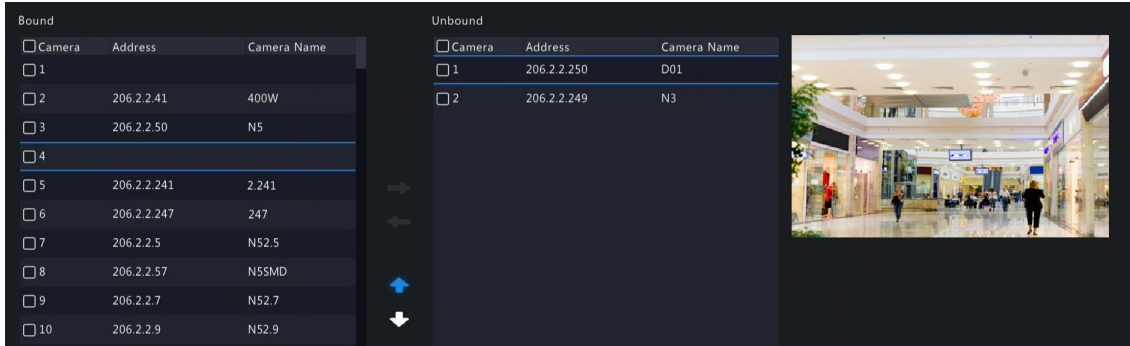 Bound
Camera Address Camera Name
1
2 206.2.2.41 400W
3 206.2.2.50 N5
4
5 206.2.2.241 2.241
6 206.2.2.247 247
7 206.2.2.5 N52.5
8 206.2.2.57 N5SMD
9 206.2.2.7 N52.7
10 206.2.2.9 N52.9
Unbound
Camera Address Camera Name
1 206.2.2.250 D01
2 206.2.2.249 N3